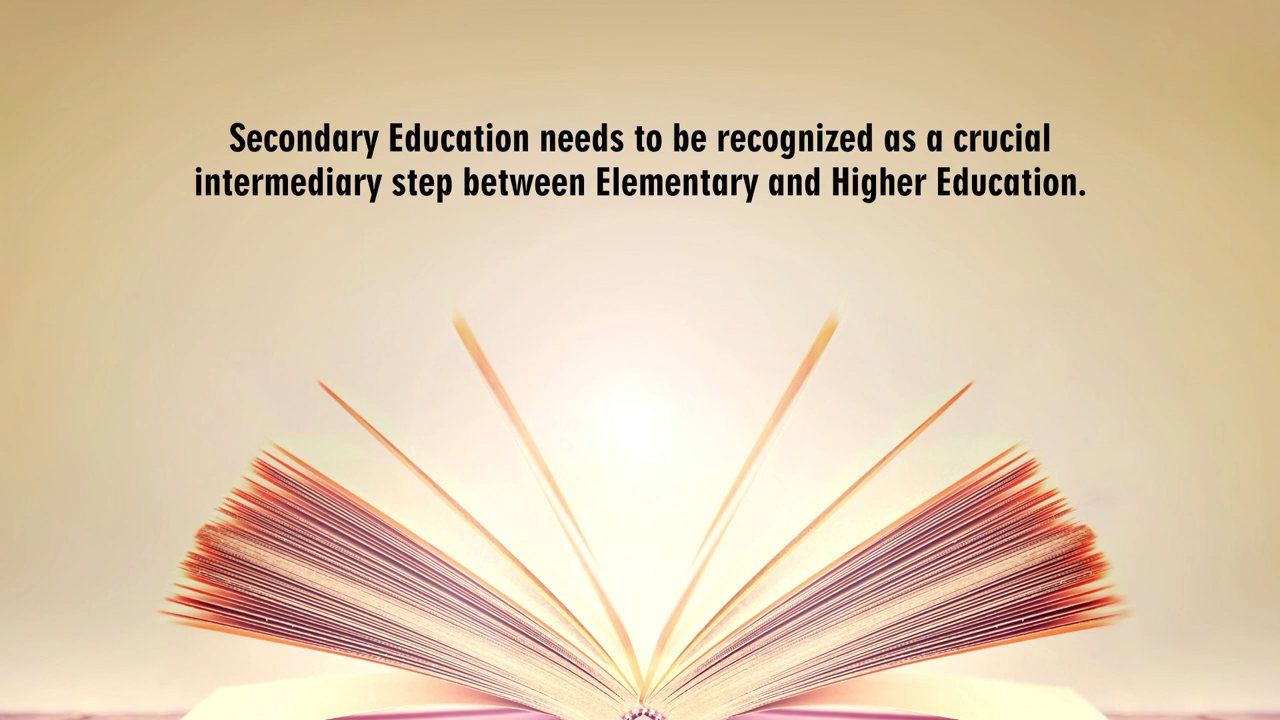 Secondary Education needs to be recognized as a crucial
intermediary step between Elementary and Higher Education.